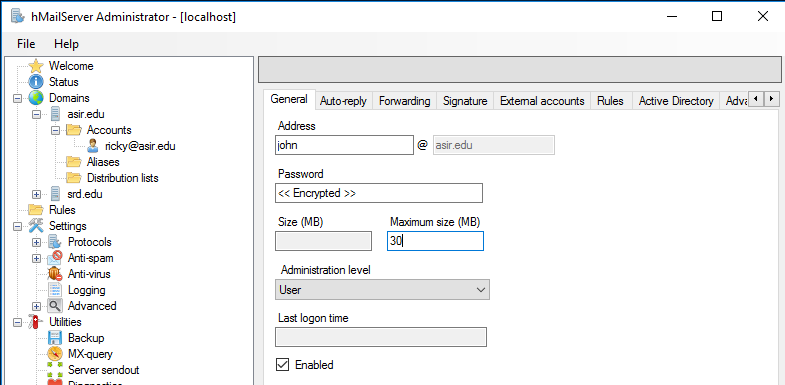 hMailServer Administrator - [localhost]
File Help
Welcome
Status
Domains
asir.edu
Accounts
ricky@asir.edu
Aliases
Distribution lists
srd.edu
Rules
Settings
Protocols
Anti-spam
Anti-virus
Logging
Advanced
Utilities
Backup
MX-query
Server sendout
Diagnostics
General Auto-reply Forwarding Signature External accounts Rules Active Directory Adva
Address
john @ asir.edu
Password
<< Encrypted >>
Size (MB) Maximum size (MB)
30
Administration level
User
Last logon time
Enabled